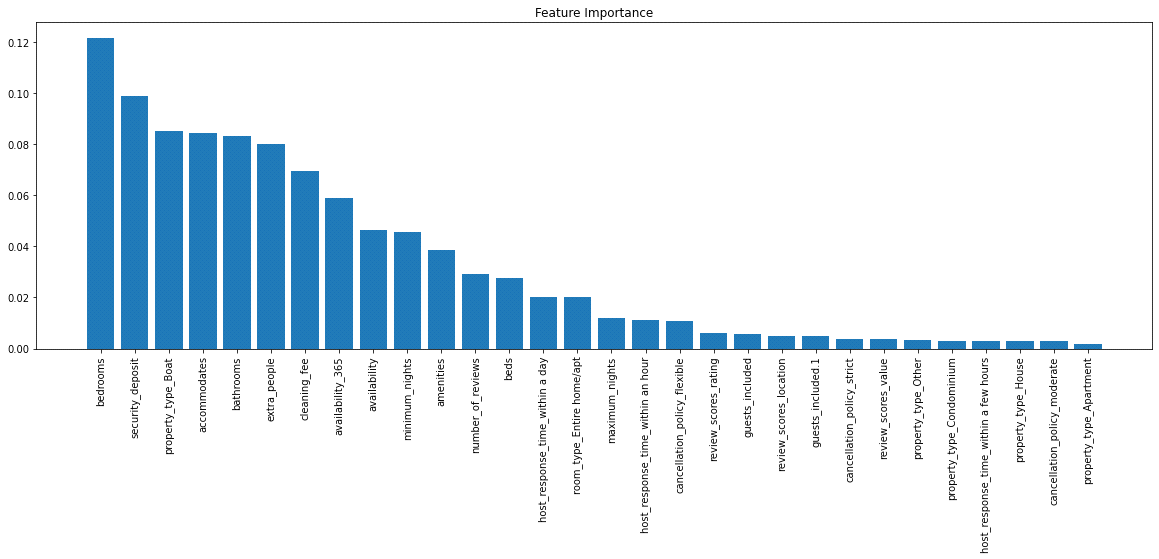 Feature Importance
0.12
0.10
0.08
0.06
0.04
0.02
0.00
bedrooms
security_deposit
property_type_Boat
accommodates
bathrooms
extra_people
cleaning_fee
availability_365
availability
minimum_nights
amenities
number_of_reviews
beds
host_response_time_within a day
room_type_Entire home/apt
maximum_nights
host_response_time_within an hour
cancellation_policy_flexible
review_scores_rating
guests_included
review_scores_location
guests_included.1
cancellation_policy_strict
review_scores_value
property_type_Other
property_type_Condominium
host_response_time_within a few hours
property_type_House
cancellation_policy_moderate
property_type_Apartment